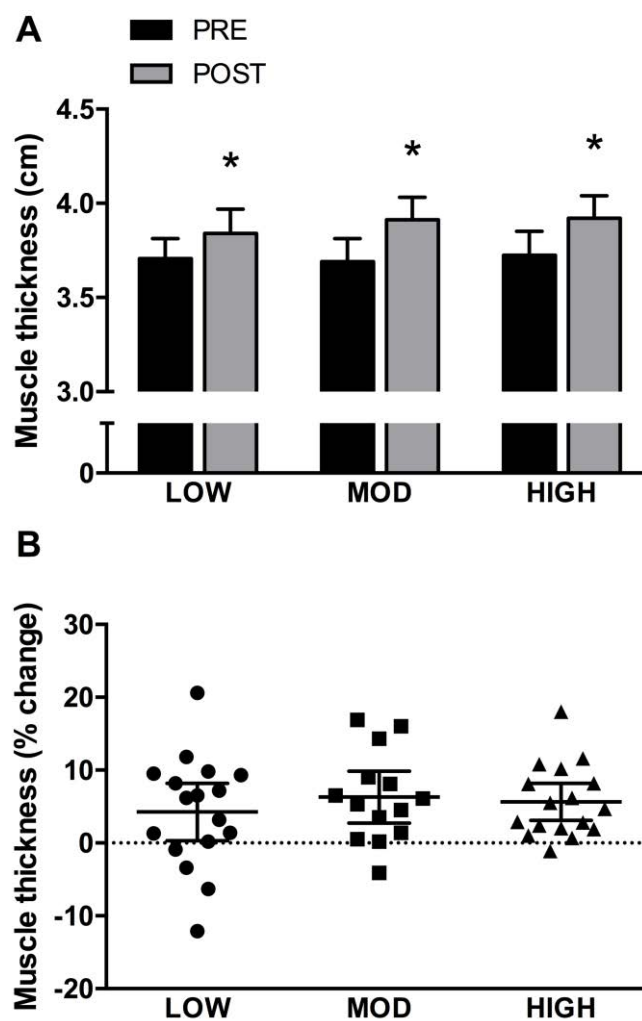 A
PRE
POST
Muscle thickness (cm)
4.5
4.0
3.5
3.0
0
* * *
LOW MOD HIGH
B
Muscle thickness (% change)
30
20
10
0
-10
-20
LOW MOD HIGH